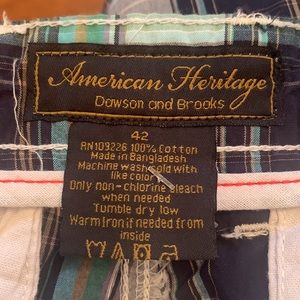 American Heritage
Dawson and Brooks
42
RN109226 100% Cotton
Made in Bangladesh
Machine wash cold with
like color
Only non-chlorine bleach
when needed
Tumble dry low
Warm iron if needed from
inside